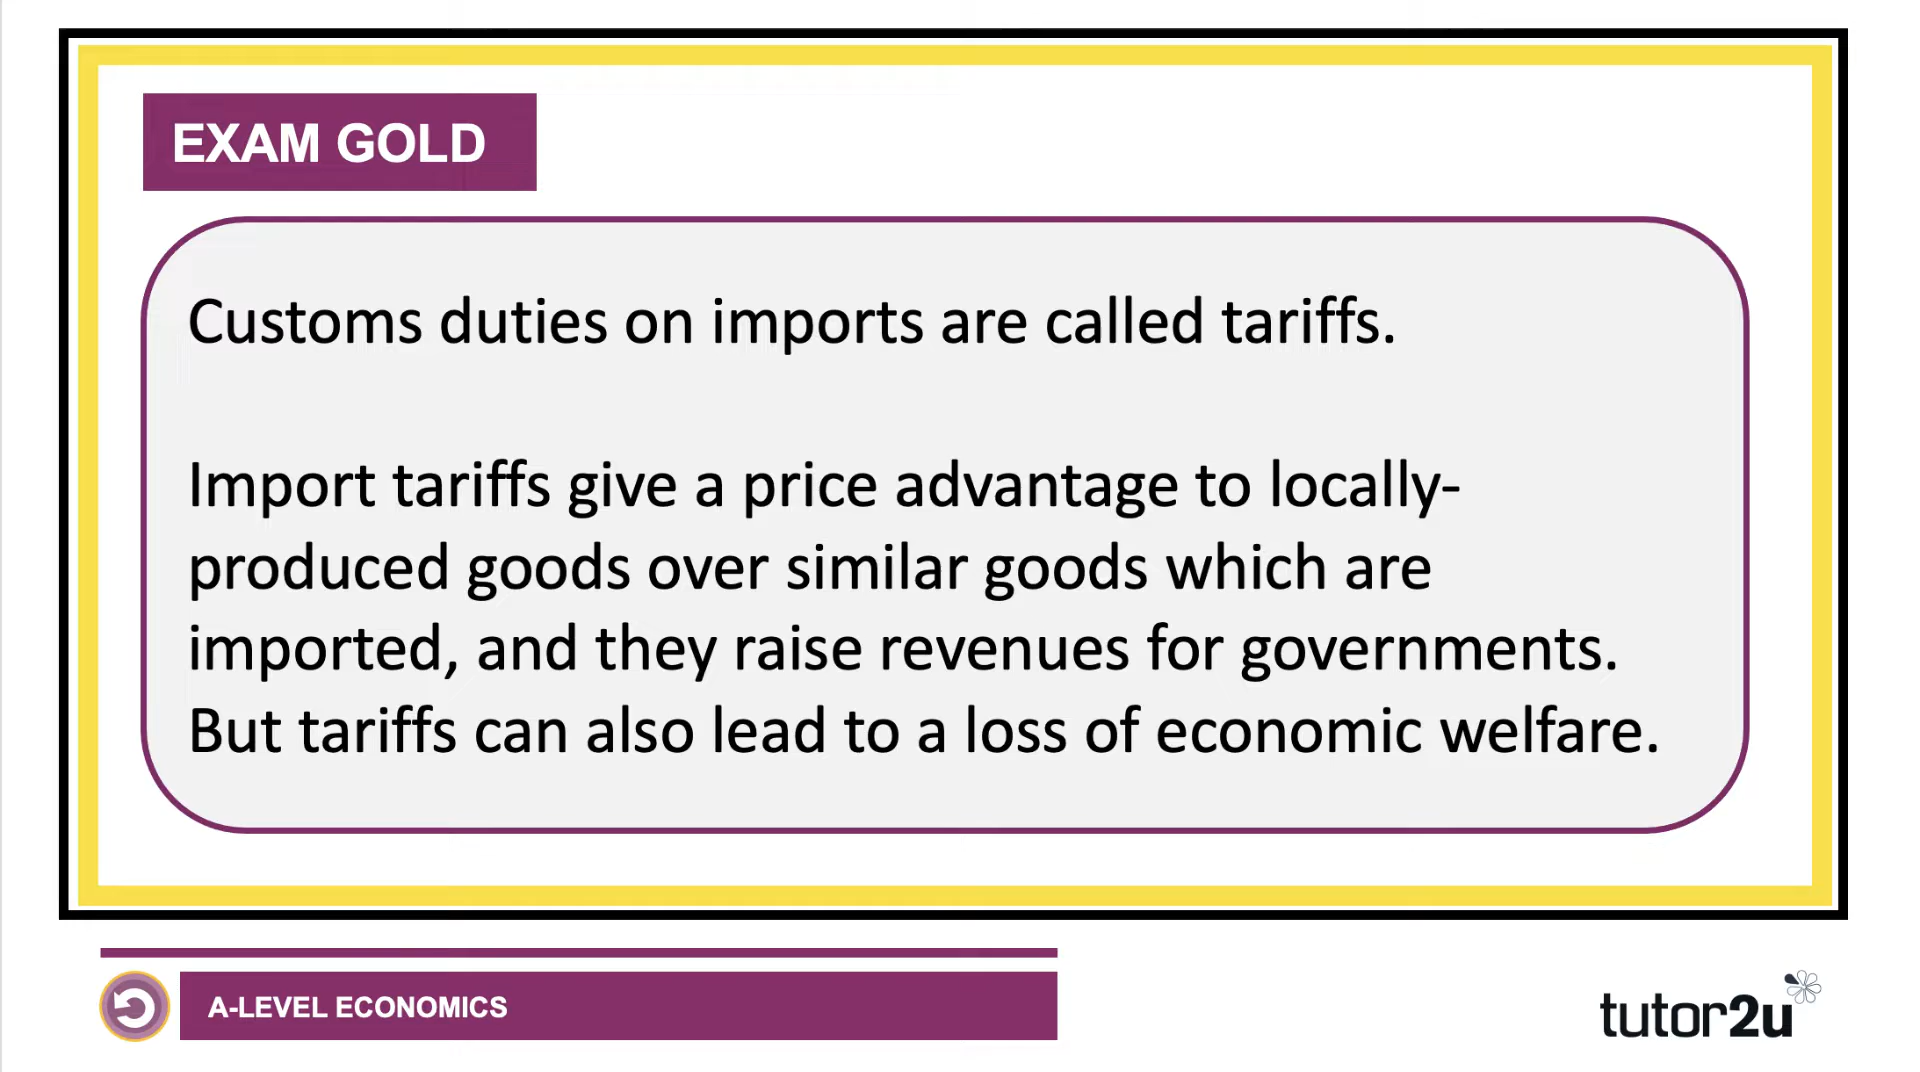 EXAM GOLD
Customs duties on imports are called tariffs.
Import tariffs give a price advantage to locally-
produced goods over similar goods which are
imported, and they raise revenues for governments.
But tariffs can also lead to a loss of economic welfare.
A-LEVEL ECONOMICS
tutor2u